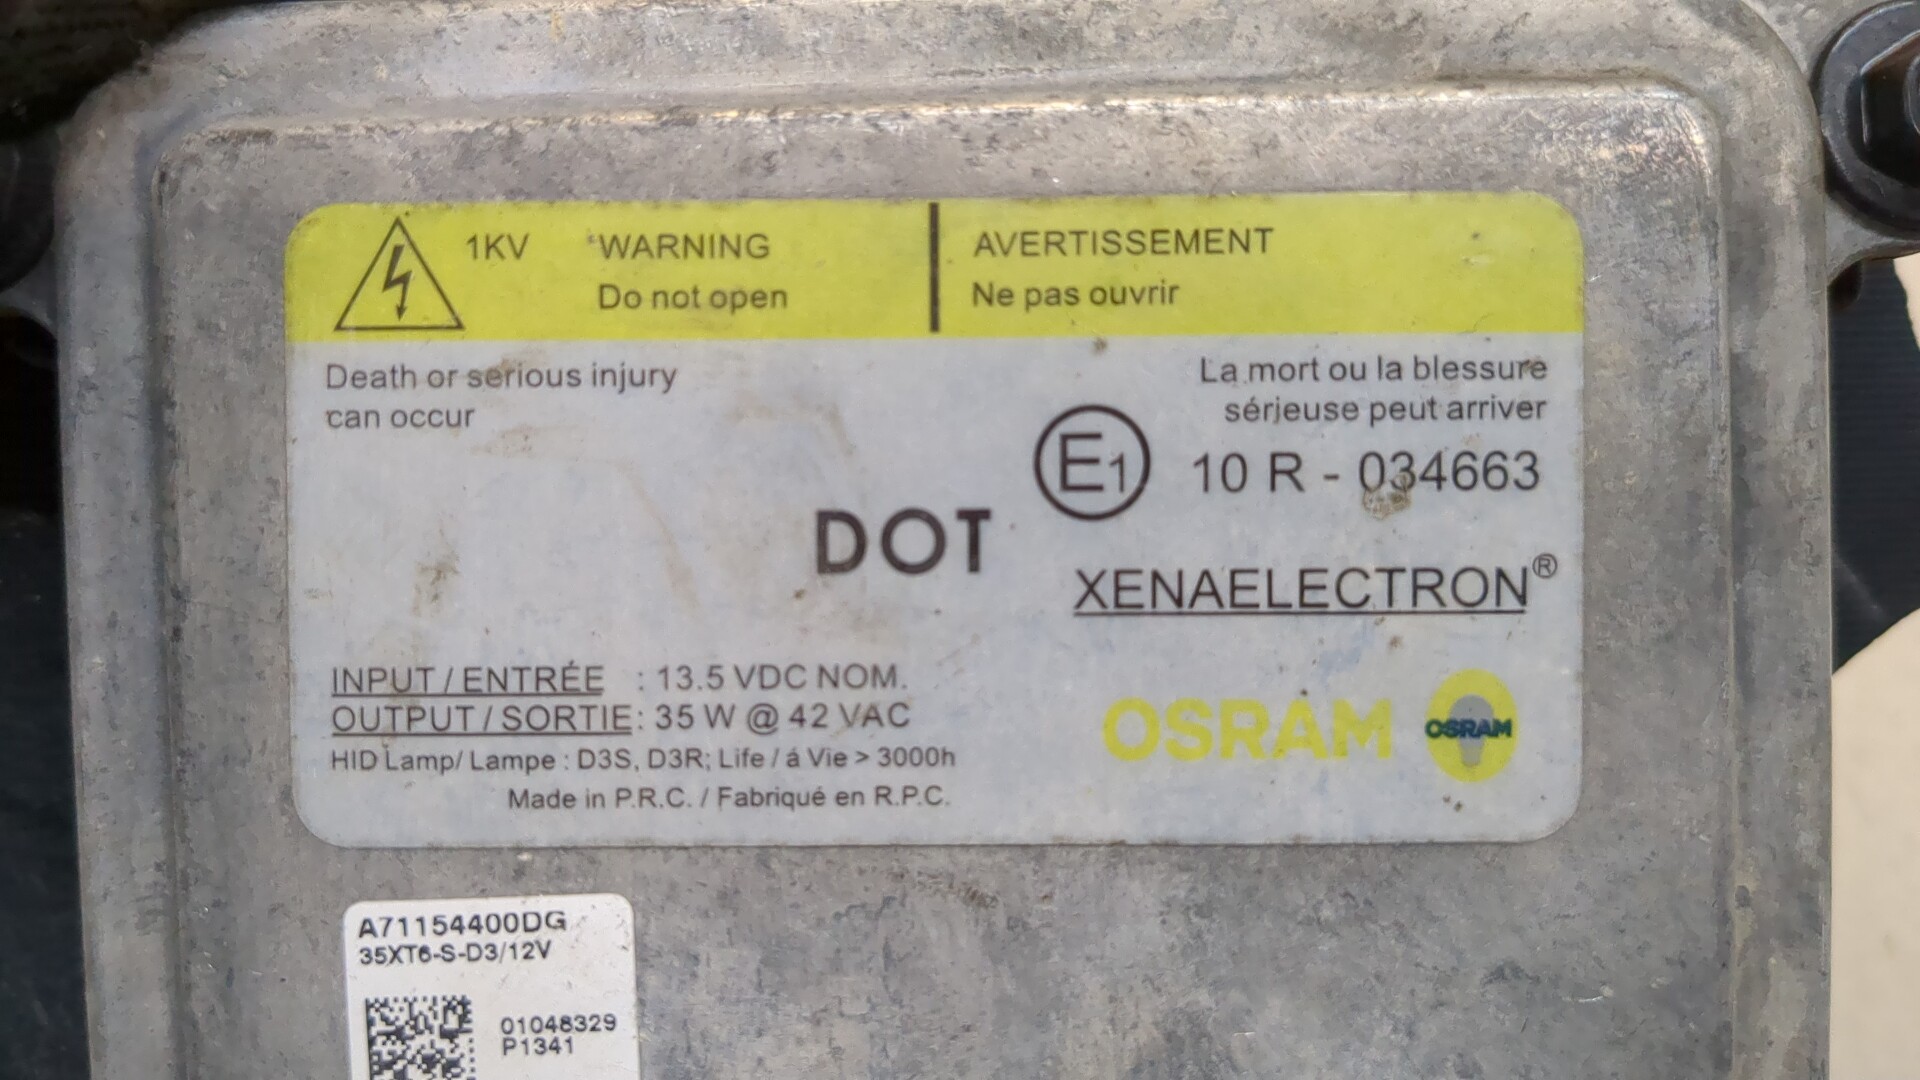 1KV WARNING
Do not open
AVERTISSEMENT
Ne pas ouvrir
Death or serious injury
can occur
La mort ou la blessure
sérjeuse peut arriver
E1 10 R - 034663
DOT
XENAELECTRON®
INPUT / ENTRÉE : 13.5 VDC NOM.
OUTPUT / SORTIE : 35 W @ 42 VAC
HID Lamp/ Lampe : D3S, D3R; Life / á Vie > 3000h
Made in P.R.C. / Fabriqué en R.P.C.
OSRAM OSRAM
A71154400DG
35XT6-S-D3/12V
01048329
P1341